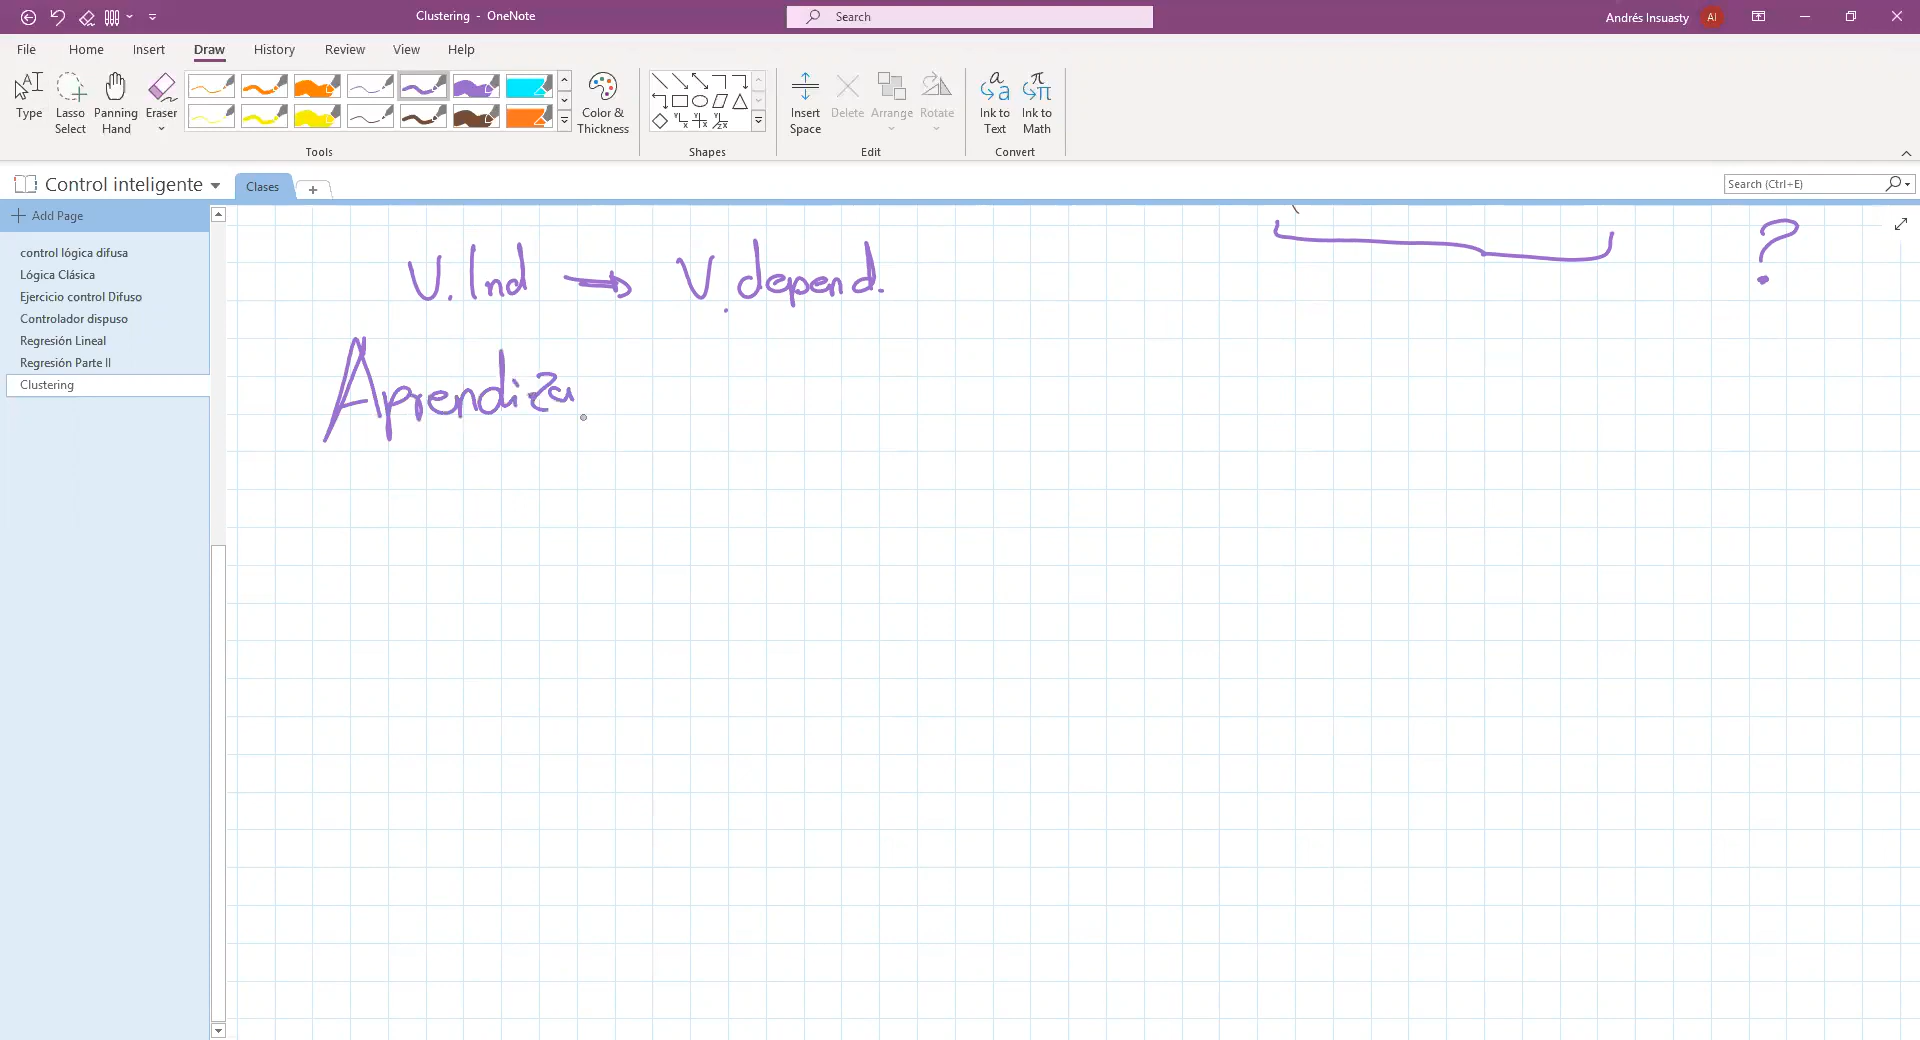 Clustering - OneNote
Search
Andrés Insuasty
AI
File Home Insert Draw History Review View Help
Type
Lasso Select
Panning Hand
Eraser
Color & Thickness
Insert Space
Delete
Arrange
Rotate
Ink to Text
Ink to Math
Tools
Shapes
Edit
Convert
Control inteligente
Clases
Search (Ctrl+E)
Add Page
control lógica difusa
Lógica Clásica
Ejercicio control Difuso
Controlador dispuso
Regresión Lineal
Regresión Parte II
Clustering
V. Ind → V. depend.
?
Aprendiza